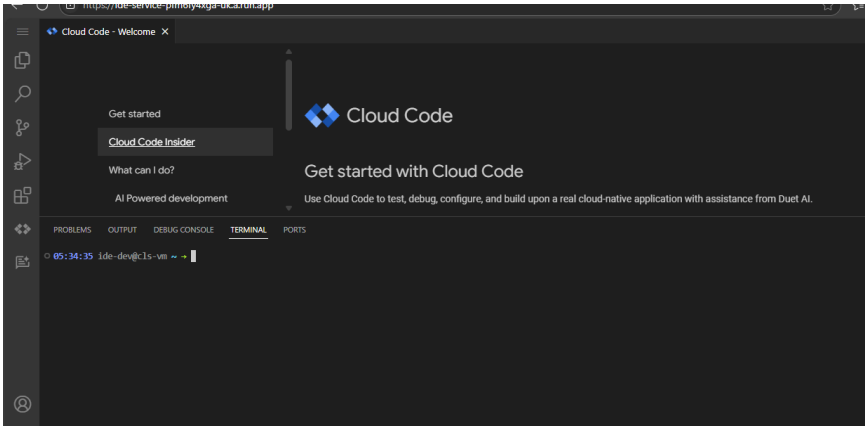 Cloud Code - Welcome
Get started
Cloud Code Insider
What can I do?
AI Powered development
Cloud Code
Get started with Cloud Code
Use Cloud Code to test, debug, configure, and build upon a real cloud-native application with assistance from Duet AI.
PROBLEMS OUTPUT DEBUG CONSOLE TERMINAL PORTS
05:34:35 ide-dev@cls-vm ~ →